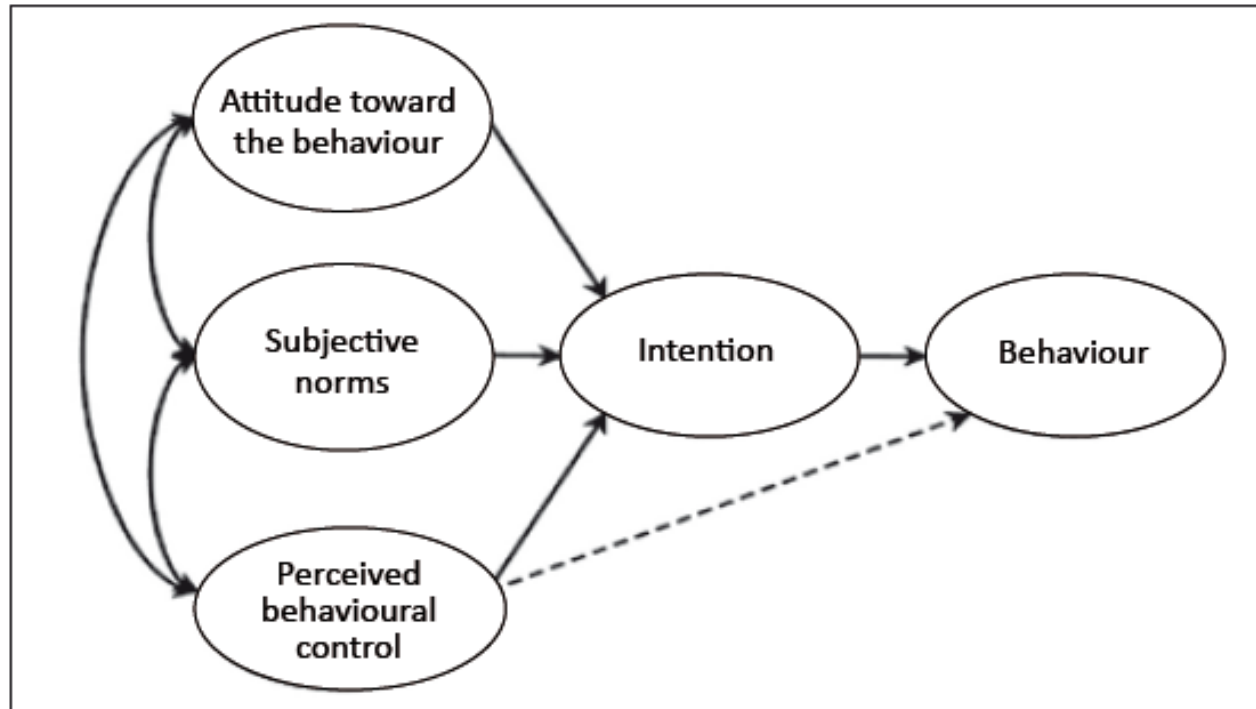 Attitude toward
the behaviour
Subjective
norms
Perceived
behavioural
control
Intention
Behaviour